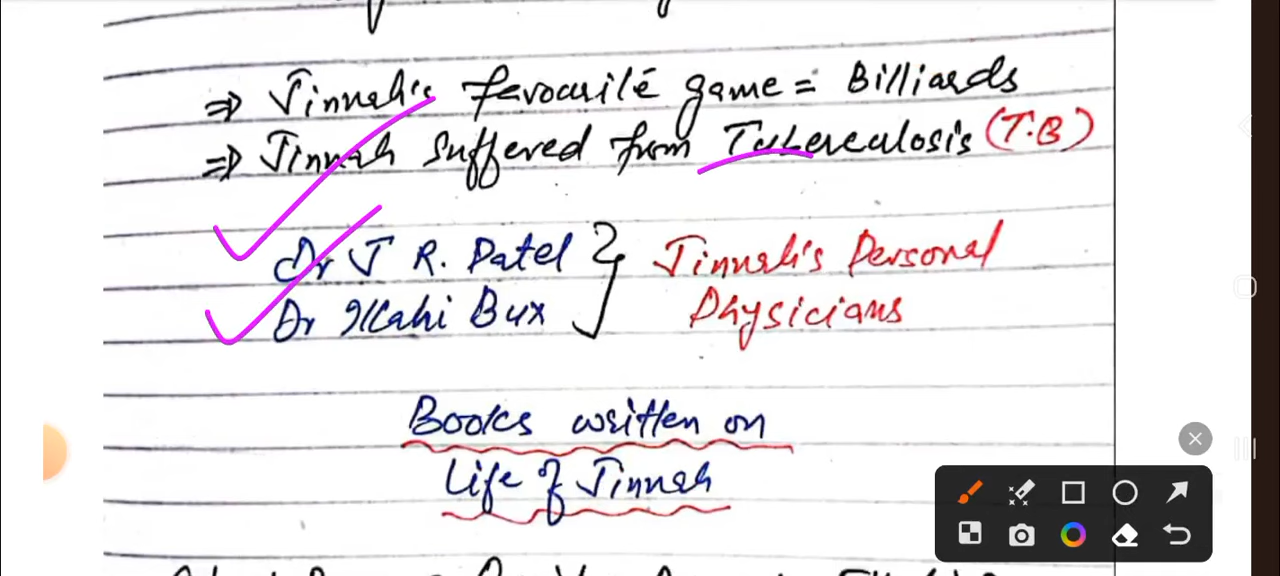 ⇒ Jinnah's favourite game = Billiards
⇒ Jinnah suffered from Tuberculosis (T.B)
Dr J R. Patel
Dr Illahi Bux
} Jinnah's Personal
Physicians
Books written on
Life of Jinnah